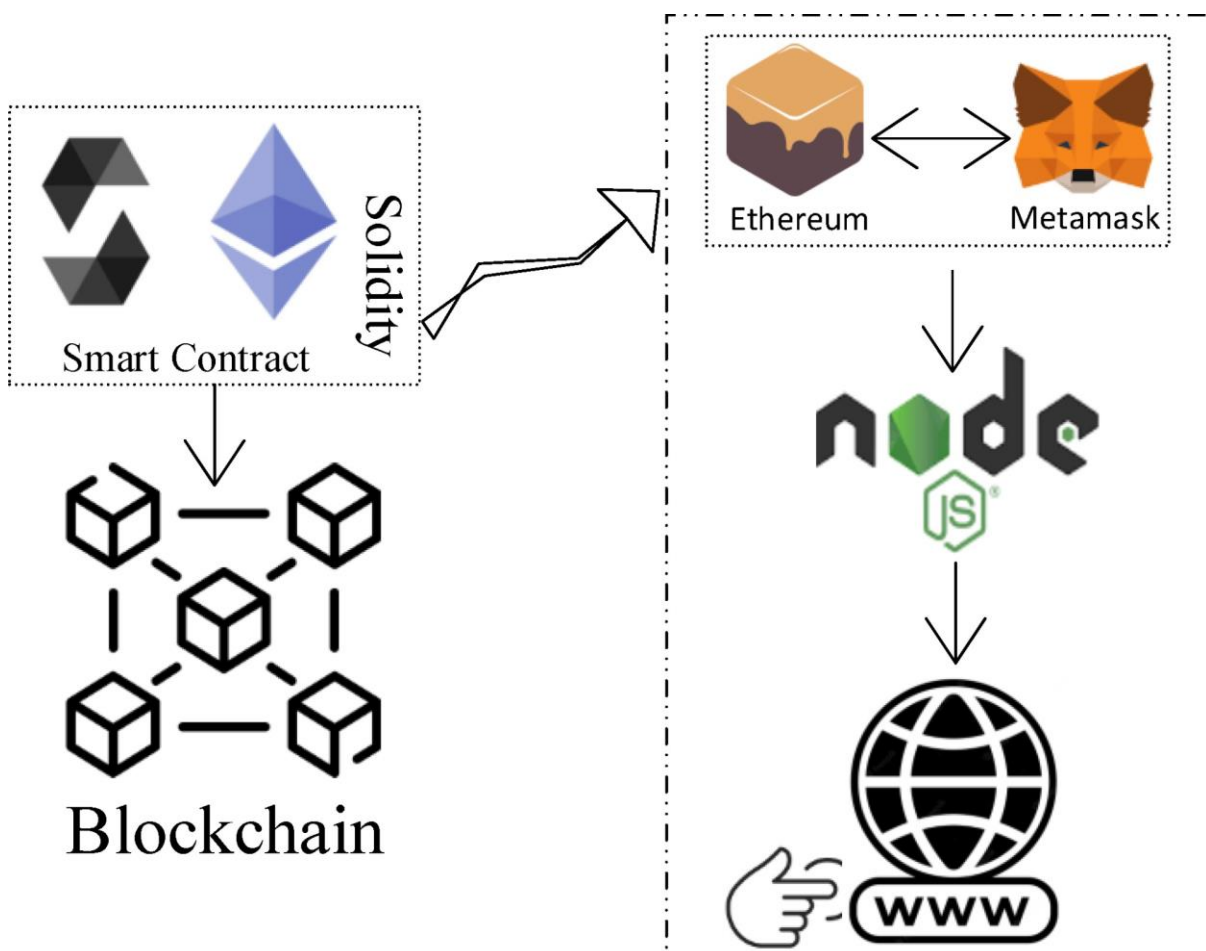 Solidity
Smart Contract
Blockchain
Ethereum
Metamask
node
JS®
WWW